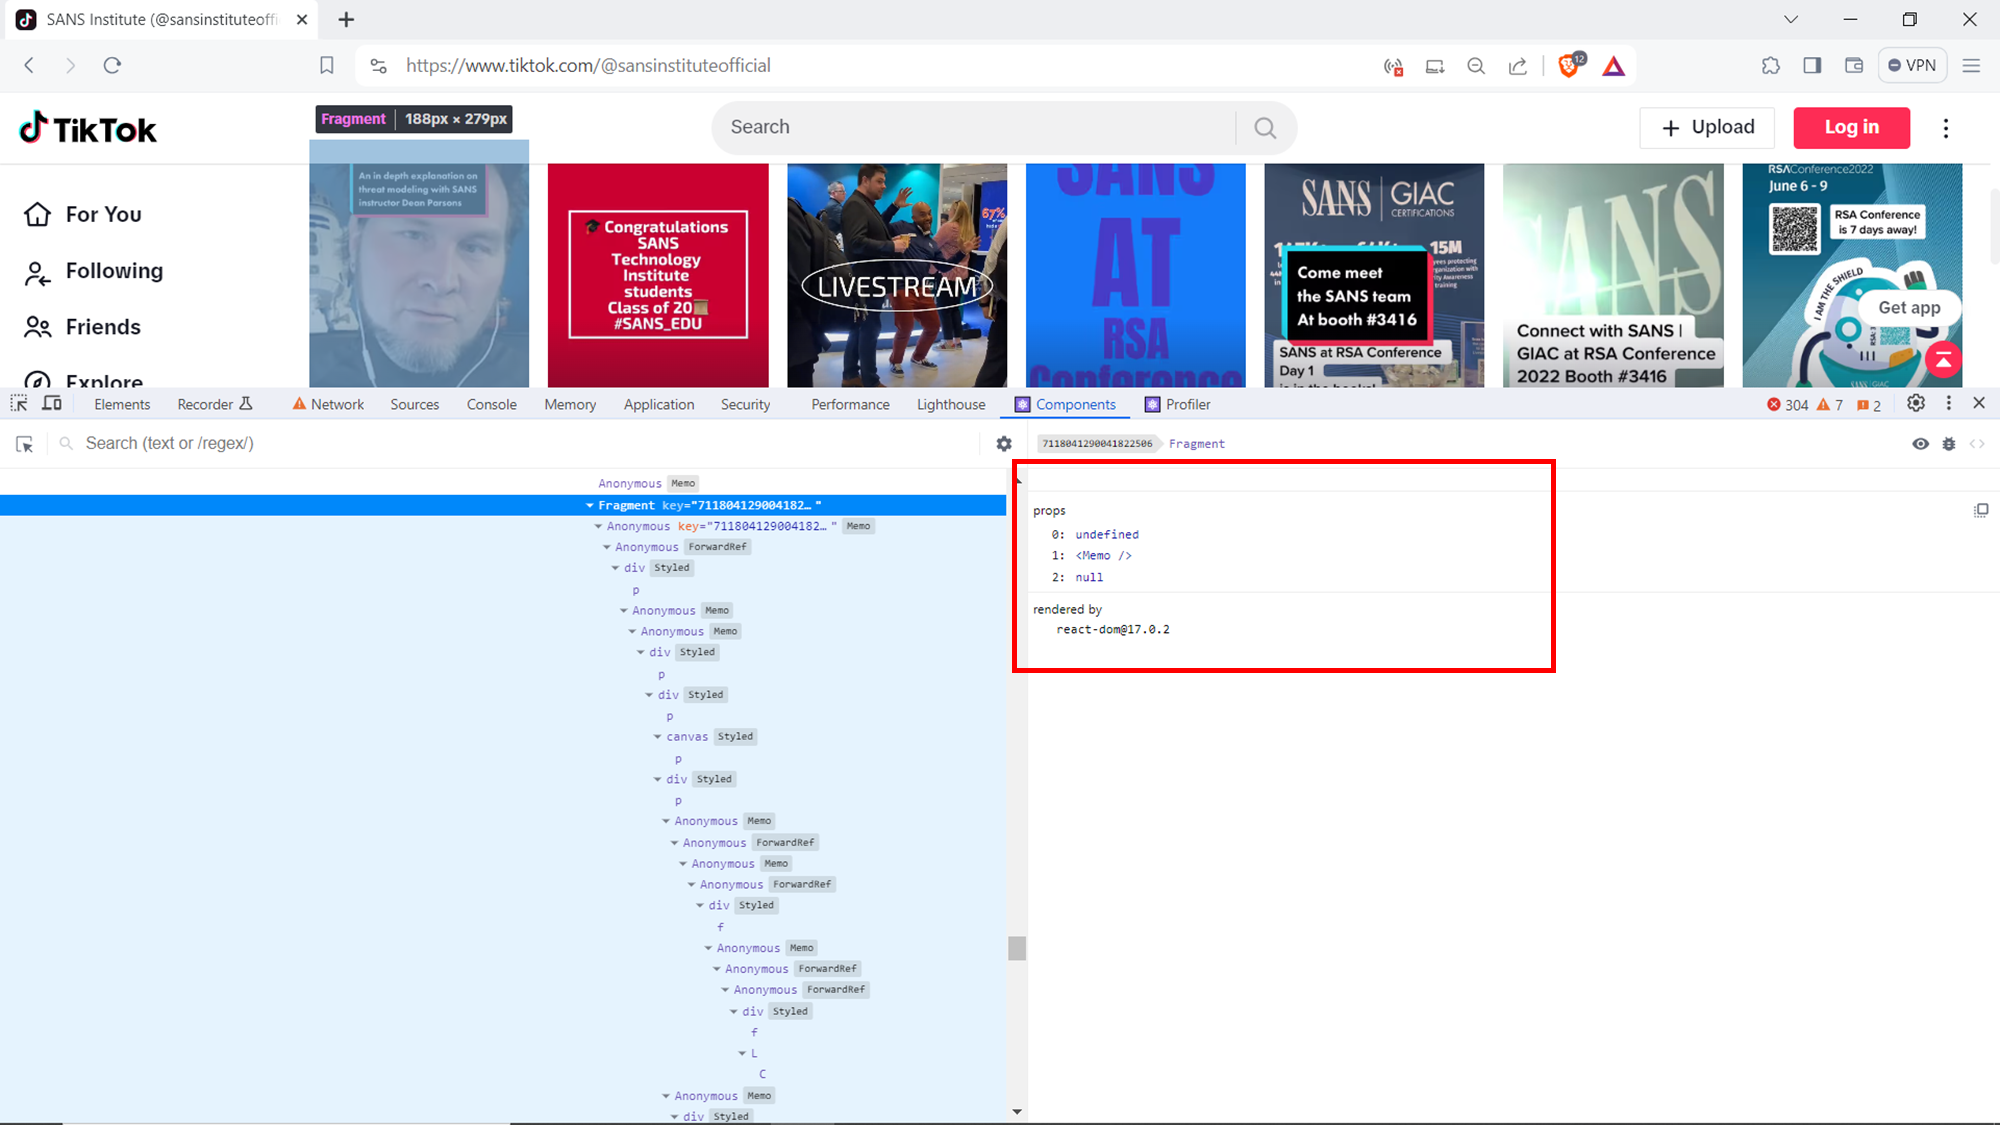 SANS Institute (@sansinstituteoffi
https://www.tiktok.com/@sansinstituteofficial
12
VPN
TikTok
Fragment 188px × 279px
Search
Upload
Log in
For You
Following
Friends
Explore
An in depth explanation on
threat modeling with SANS
instructor Dean Parsons
Congratulations
SANS
Technology
Institute
students
Class of 20
#SANS_EDU
67%
LIVESTREAM
SANS
AT
RSA
Conference
SANS GIAC
CERTIFICATIONS
15M
Come meet
the SANS team
At booth #3416
SANS at RSA Conference
Day 1
is in the books!
SANS
Connect with SANS |
GIAC at RSA Conference
2022 Booth #3416
RSAConference2022
June 6 - 9
RSA Conference
is 7 days away!
I AM THE SHIELD
Get app
Elements Recorder Network Sources Console Memory Application Security Performance Lighthouse Components Profiler 304 7 2
Search (text or /regex/)
7118041290041822506 Fragment
Anonymous Memo
Fragment key="711804129004182… "
Anonymous key="711804129004182… " Memo
Anonymous ForwardRef
div Styled
p
Anonymous Memo
Anonymous Memo
div Styled
p
div Styled
p
canvas Styled
p
div Styled
p
Anonymous Memo
Anonymous ForwardRef
Anonymous Memo
Anonymous ForwardRef
div Styled
f
Anonymous Memo
Anonymous ForwardRef
Anonymous ForwardRef
div Styled
f
L
C
Anonymous Memo
div Styled
props
0: undefined
1: <Memo />
2: null
rendered by
react-dom@17.0.2